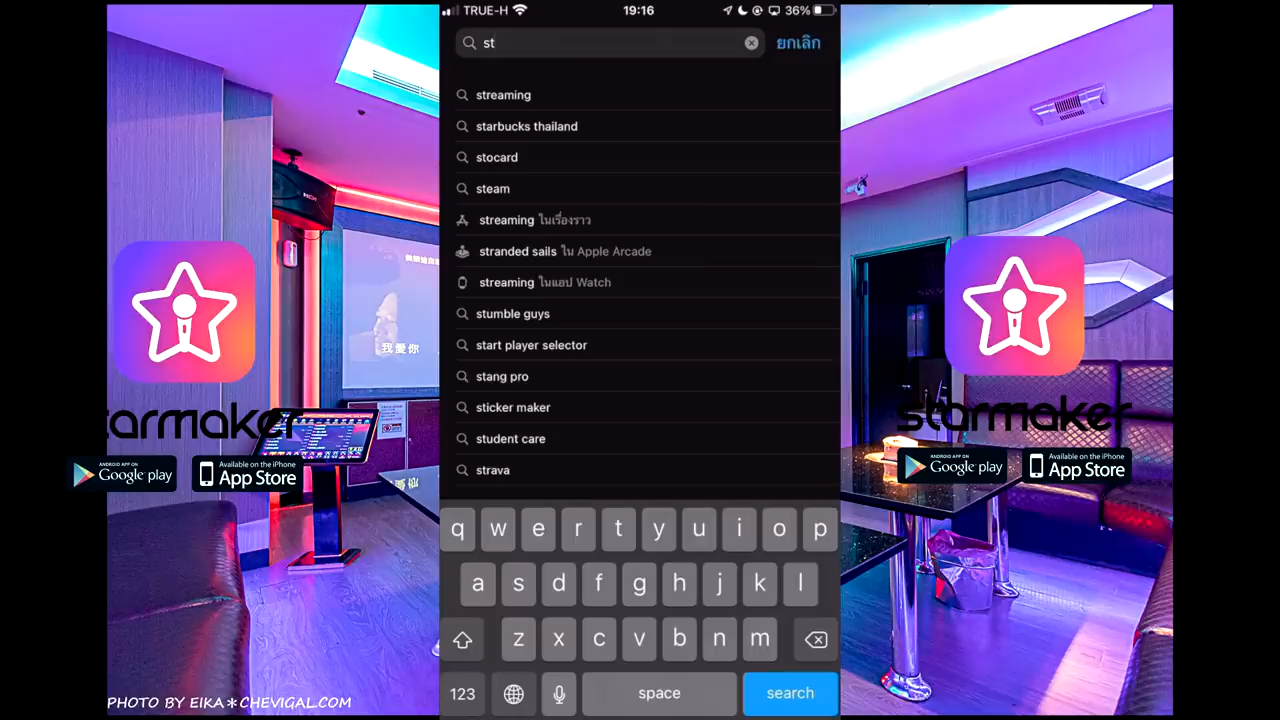 TRUE-H 19:16 36%
st ยกเลิก
streaming
starbucks thailand
stocard
steam
streaming ในเรื่องราว
stranded sails ใน Apple Arcade
streaming ในแอป Watch
stumble guys
start player selector
stang pro
sticker maker
student care
strava
q w e r t y u i o p
a s d f g h j k l
z x c v b n m
123 space search
我愛你
starmaker
ANDROID APP ON
Google play
Available on the iPhone
App Store
starmaker
ANDROID APP ON
Google play
Available on the iPhone
App Store
PHOTO BY EIKA＊CHEVIGAL.COM